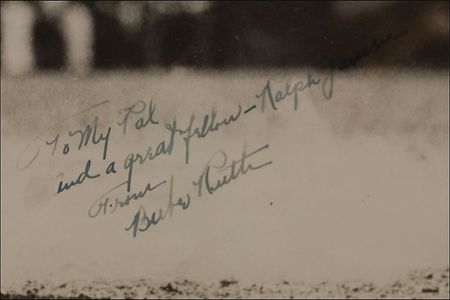 To My Pal
and a great fellow - Ralph
From
Babe Ruth